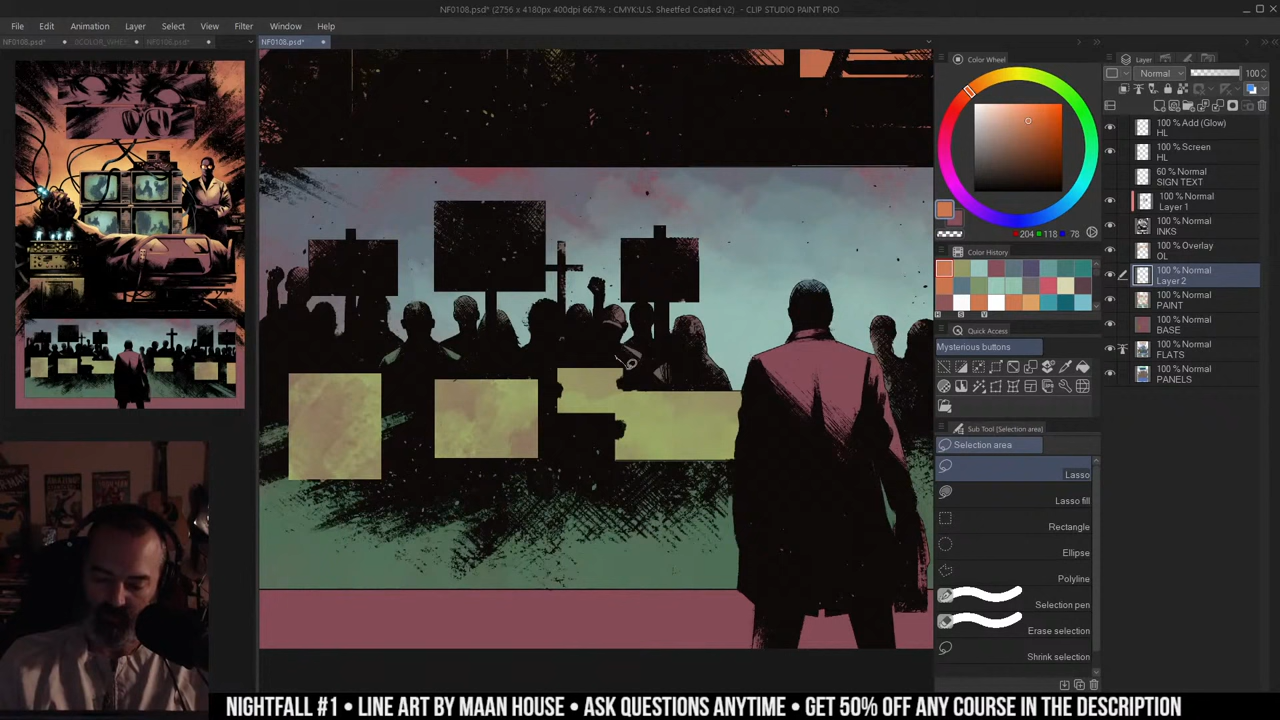 NF0108.psd* (2756 x 4180px 400dpi 66.7% : CMYK:U.S. Sheetfed Coated v2) - CLIP STUDIO PAINT PRO
File Edit Animation Layer Select View Filter Window Help
NF0108.psd* NF0106.psd* NF0108.psd*
Color Wheel
204 118 78
Color History
H S V
Quick Access
Mysterious buttons
Sub Tool [Selection area]
Selection area
Lasso
Lasso fill
Rectangle
Ellipse
Polyline
Selection pen
Erase selection
Shrink selection
Layer
Normal 100
100 % Add (Glow)
HL
100 % Screen
HL
60 % Normal
SIGN TEXT
100 % Normal
Layer 1
100 % Normal
INKS
100 % Overlay
OL
100 % Normal
Layer 2
100 % Normal
PAINT
100 % Normal
BASE
100 % Normal
FLATS
100 % Normal
PANELS
NIGHTFALL #1 • LINE ART BY MAAN HOUSE • ASK QUESTIONS ANYTIME • GET 50% OFF ANY COURSE IN THE DESCRIPTION